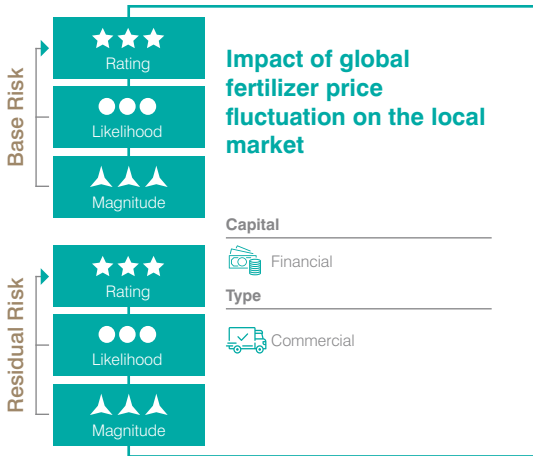 Base Risk
Rating
Likelihood
Magnitude
Impact of global
fertilizer price
fluctuation on the local
market
Capital
Financial
Type
Commercial
Residual Risk
Rating
Likelihood
Magnitude